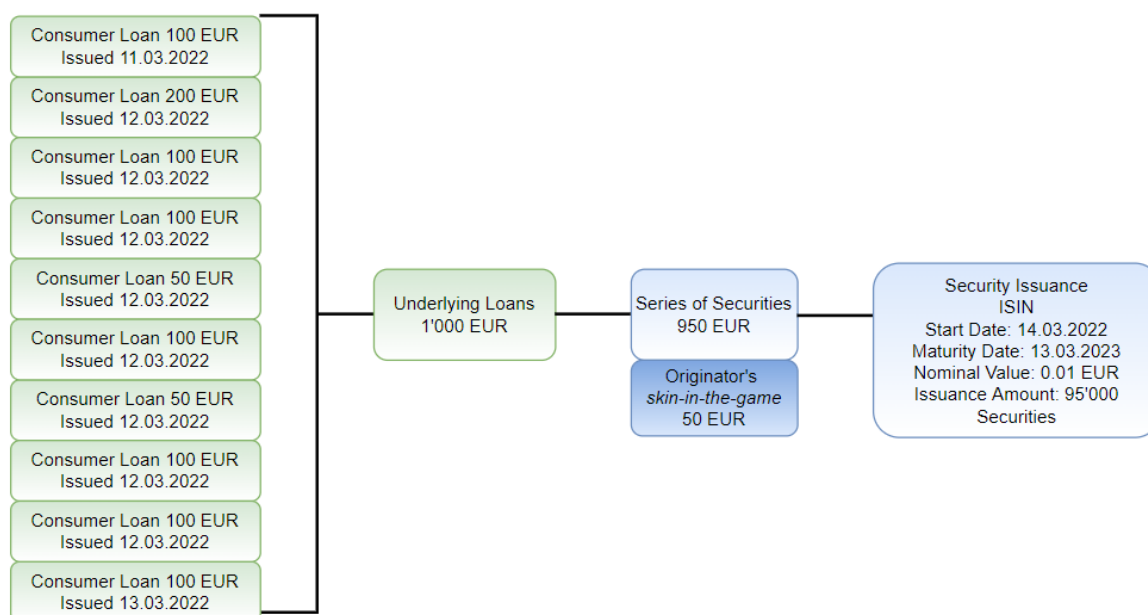 Consumer Loan 100 EUR
Issued 11.03.2022
Consumer Loan 200 EUR
Issued 12.03.2022
Consumer Loan 100 EUR
Issued 12.03.2022
Consumer Loan 100 EUR
Issued 12.03.2022
Consumer Loan 50 EUR
Issued 12.03.2022
Consumer Loan 100 EUR
Issued 12.03.2022
Consumer Loan 50 EUR
Issued 12.03.2022
Consumer Loan 100 EUR
Issued 12.03.2022
Consumer Loan 100 EUR
Issued 12.03.2022
Consumer Loan 100 EUR
Issued 13.03.2022
Underlying Loans
1'000 EUR
Series of Securities
950 EUR
Originator's
skin-in-the-game
50 EUR
Security Issuance
ISIN
Start Date: 14.03.2022
Maturity Date: 13.03.2023
Nominal Value: 0.01 EUR
Issuance Amount: 95'000
Securities